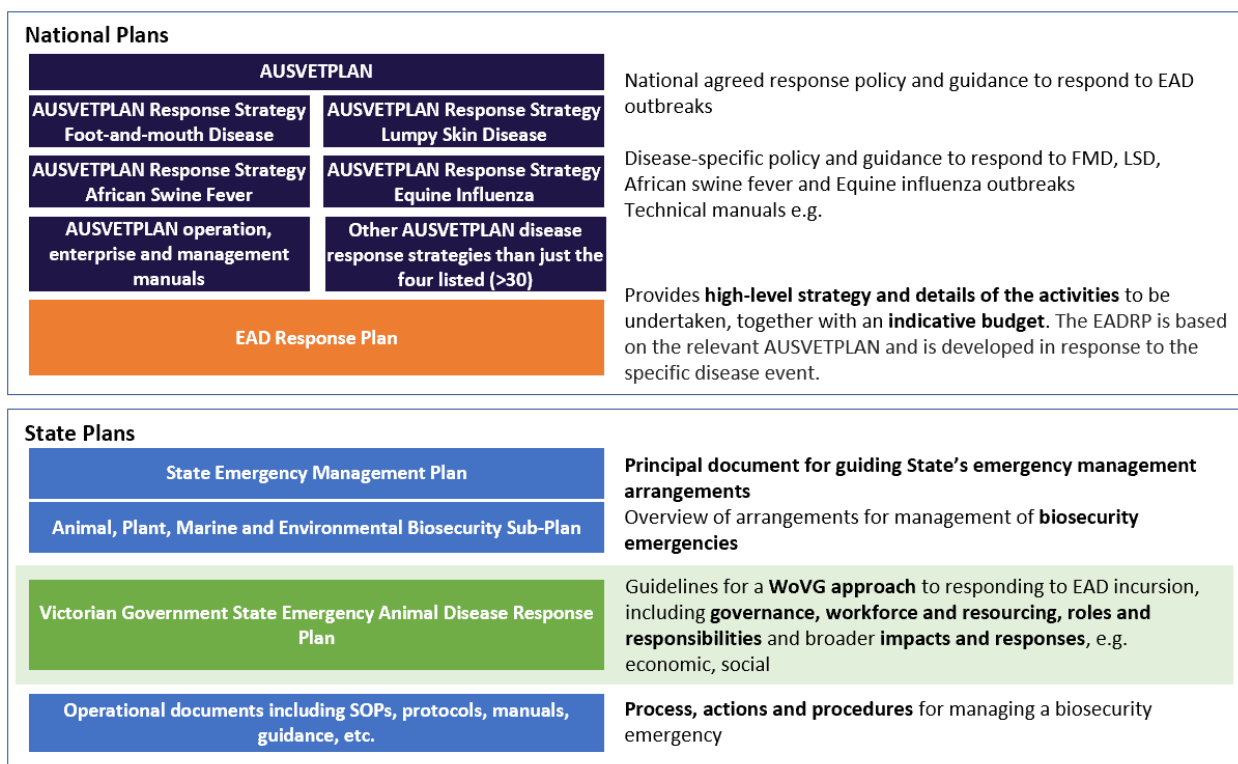 National Plans
AUSVETPLAN
National agreed response policy and guidance to respond to EAD
outbreaks
AUSVETPLAN Response Strategy
Foot-and-mouth Disease
AUSVETPLAN Response Strategy
Lumpy Skin Disease
Disease-specific policy and guidance to respond to FMD, LSD,
African swine fever and Equine influenza outbreaks
Technical manuals e.g.
AUSVETPLAN Response Strategy
African Swine Fever
AUSVETPLAN Response Strategy
Equine Influenza
AUSVETPLAN operation,
enterprise and management
manuals
Other AUSVETPLAN disease
response strategies than just the
four listed (>30)
EAD Response Plan
Provides high-level strategy and details of the activities to be
undertaken, together with an indicative budget. The EADRP is based
on the relevant AUSVETPLAN and is developed in response to the
specific disease event.
State Plans
State Emergency Management Plan
Principal document for guiding State's emergency management
arrangements
Animal, Plant, Marine and Environmental Biosecurity Sub-Plan
Overview of arrangements for management of biosecurity
emergencies
Victorian Government State Emergency Animal Disease Response
Plan
Guidelines for a WoVG approach to responding to EAD incursion,
including governance, workforce and resourcing, roles and
responsibilities and broader impacts and responses, e.g.
economic, social
Operational documents including SOPs, protocols, manuals,
guidance, etc.
Process, actions and procedures for managing a biosecurity
emergency